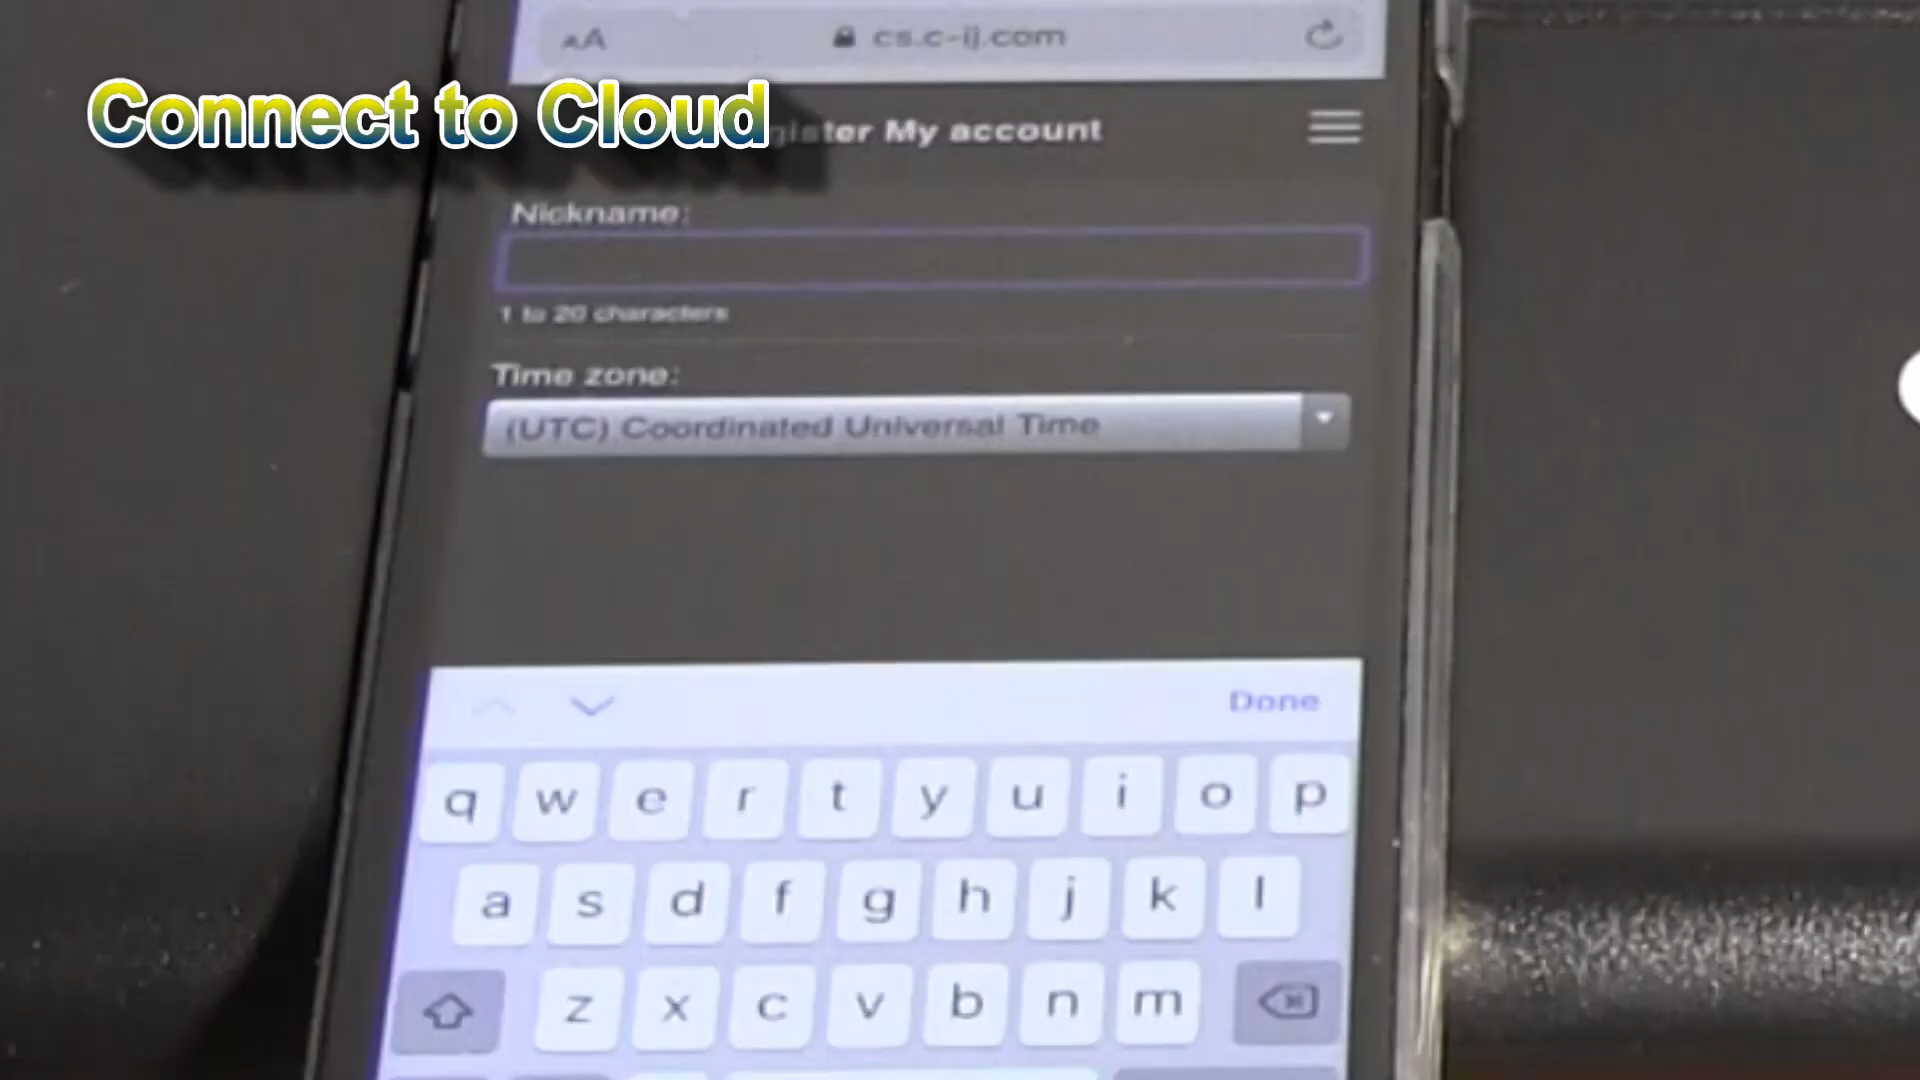 AA cs.c-ij.com
Connect to Cloud
gister My account
Nickname:
1 to 20 characters
Time zone:
(UTC) Coordinated Universal Time
Done
q w e r t y u i o p
a s d f g h j k l
z x c v b n m